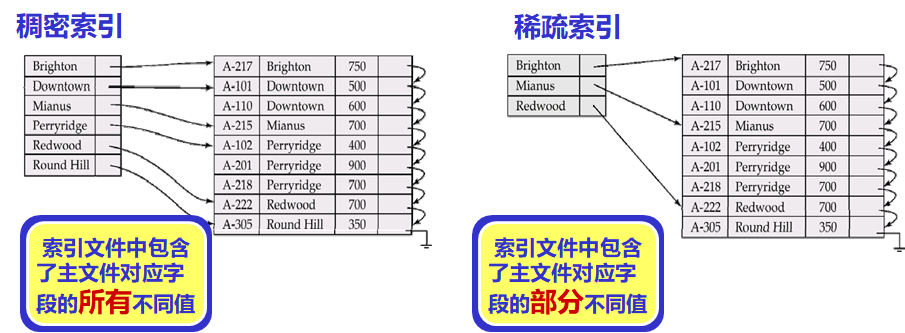 稠密索引
Brighton
Downtown
Mianus
Perryridge
Redwood
Round Hill
A-217 Brighton 750
A-101 Downtown 500
A-110 Downtown 600
A-215 Mianus 700
A-102 Perryridge 400
A-201 Perryridge 900
A-218 Perryridge 700
A-222 Redwood 700
A-305 Round Hill 350
索引文件中包含
了主文件对应字
段的所有不同值
稀疏索引
Brighton
Mianus
Redwood
A-217 Brighton 750
A-101 Downtown 500
A-110 Downtown 600
A-215 Mianus 700
A-102 Perryridge 400
A-201 Perryridge 900
A-218 Perryridge 700
A-222 Redwood 700
A-305 Round Hill 350
索引文件中包含
了主文件对应字
段的部分不同值